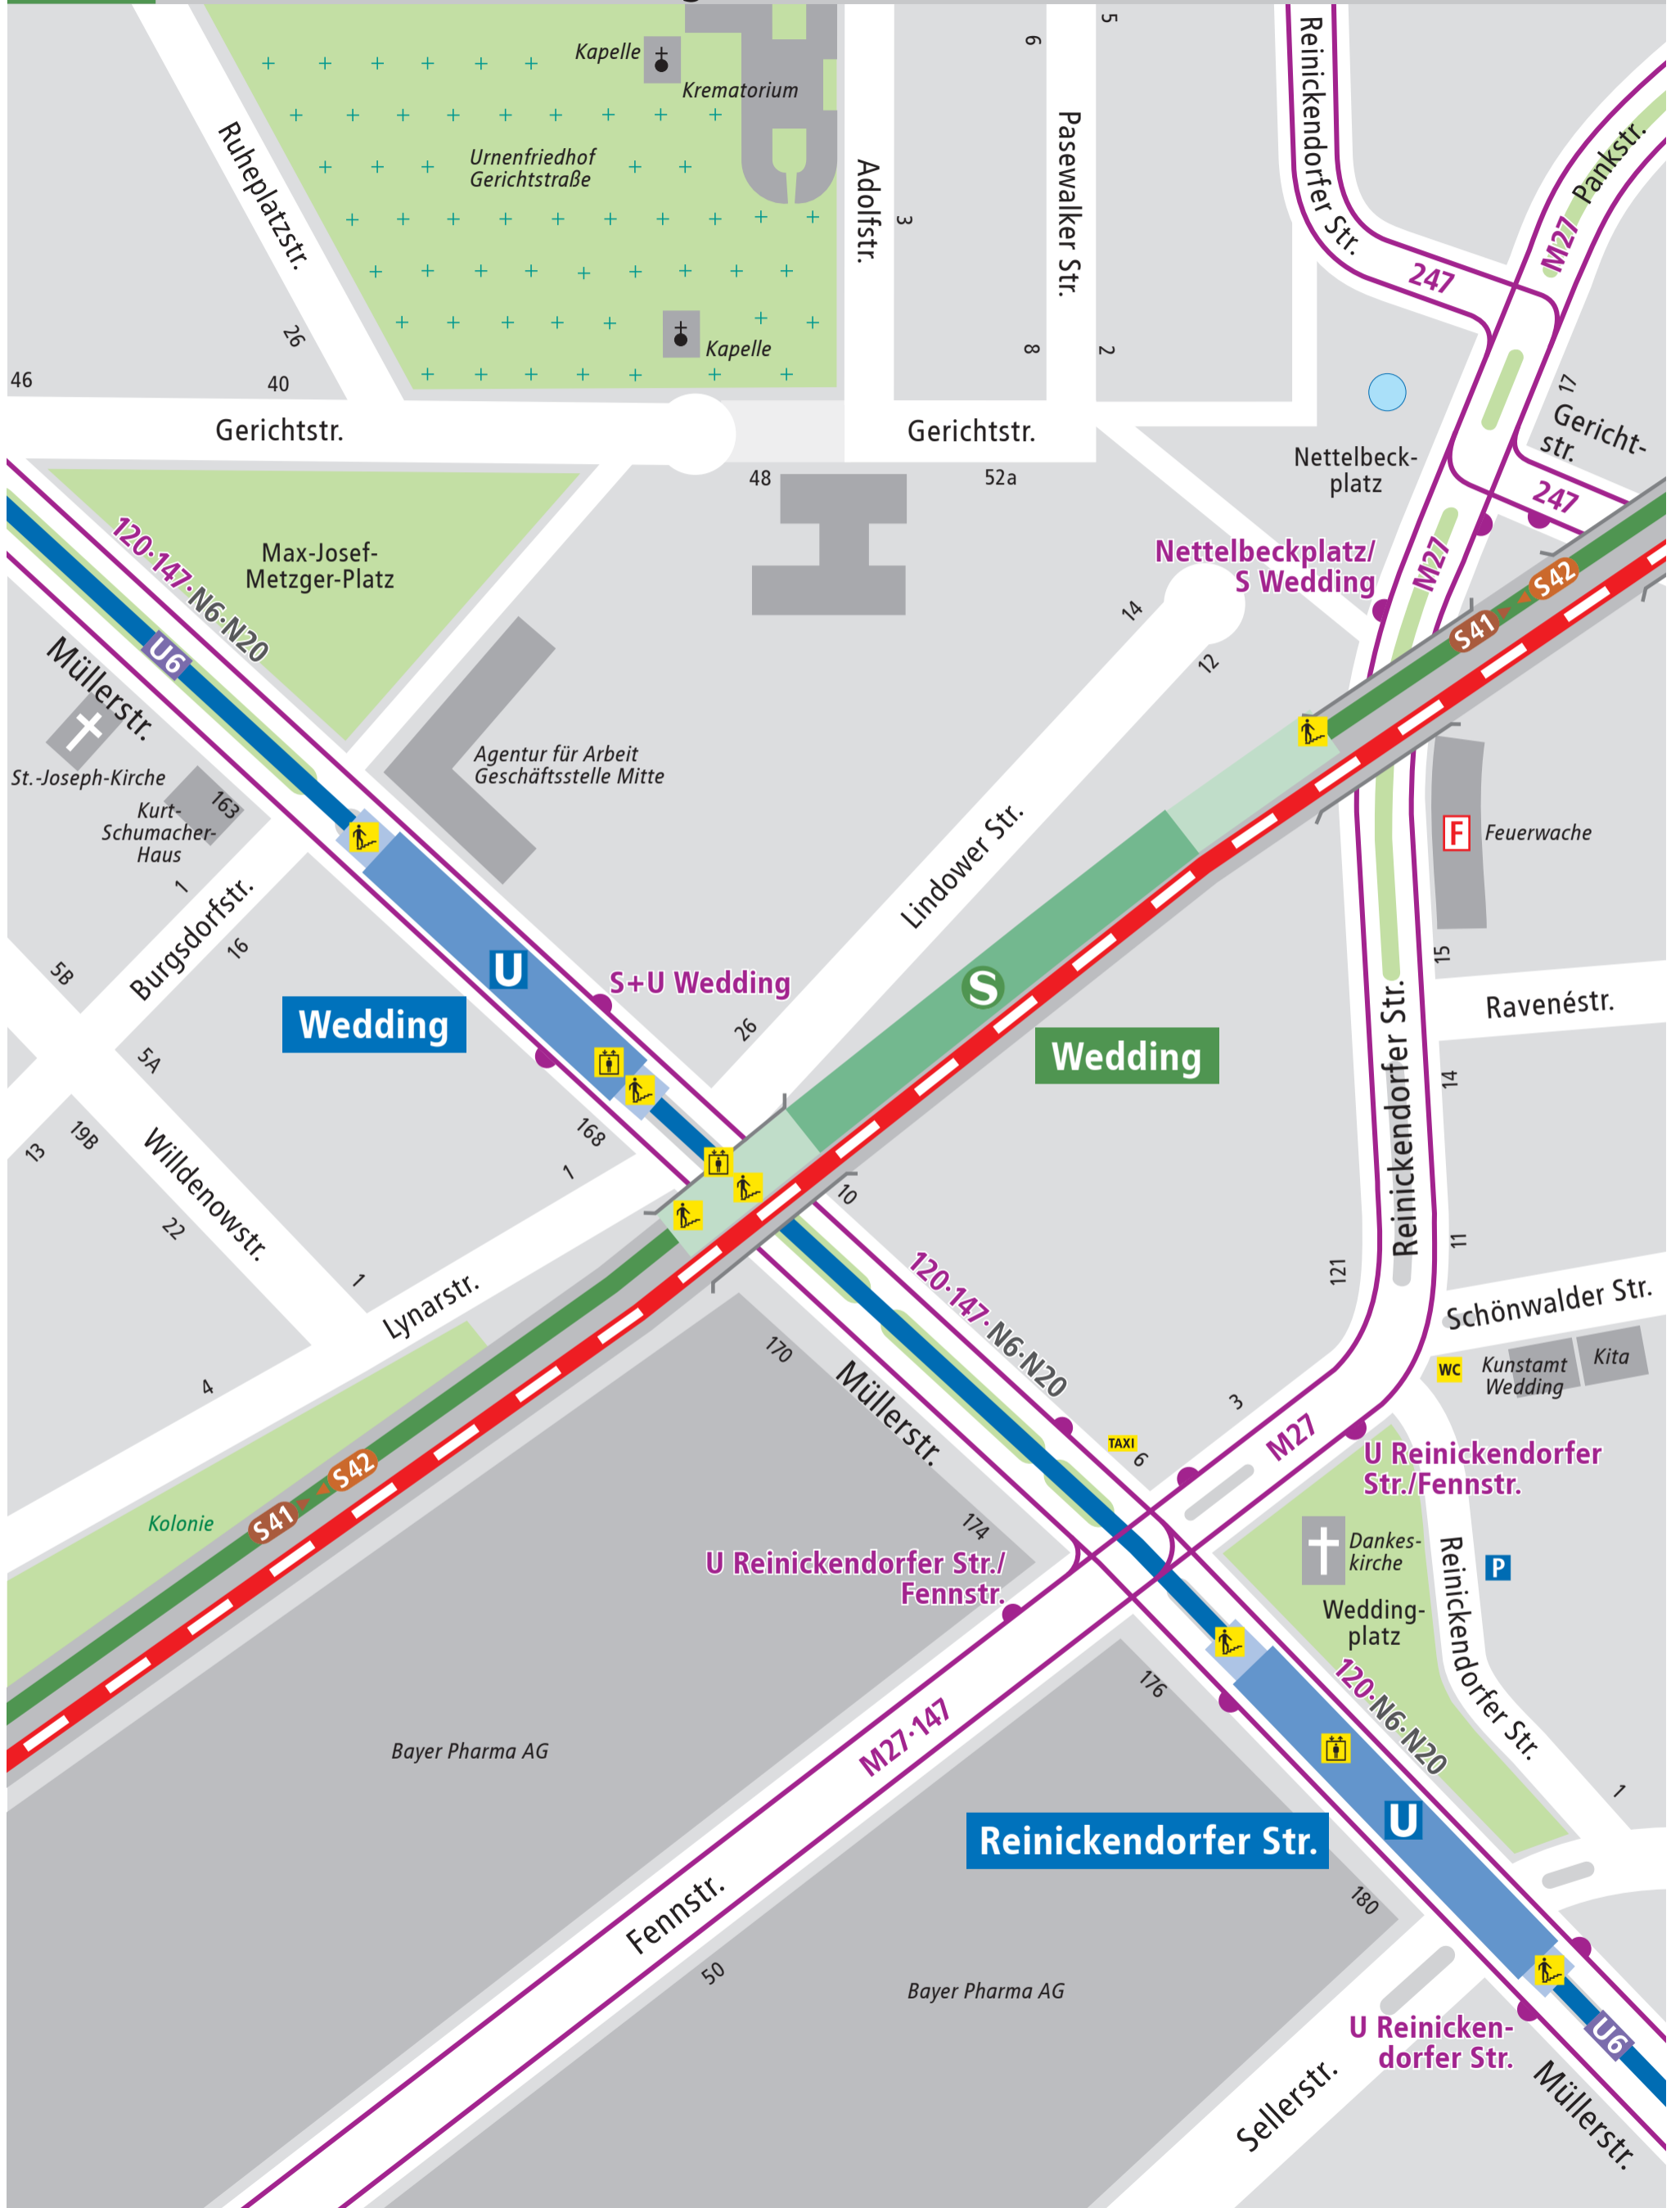 Kapelle
Krematorium
Urnenfriedhof
Gerichtstraße
Kapelle
Ruheplatzstr.
Adolfstr.
3
6
5
Pasewalker Str.
8
2
Reinickendorfer Str.
Pankstr.
M27
247
26
46
40
Gerichtstr.
Gerichtstr.
48
52a
17
Gericht-
str.
Nettelbeck-
platz
247
M27
Nettelbeckplatz/
S Wedding
S42
S41
120·147·N6·N20
Max-Josef-
Metzger-Platz
U6
Müllerstr.
St.-Joseph-Kirche
163
Kurt-
Schumacher-
Haus
Agentur für Arbeit
Geschäftsstelle Mitte
14
12
Lindower Str.
F
Feuerwache
1
Burgsdorfstr.
16
5B
U
S+U Wedding
Wedding
26
S
Wedding
15
Ravenéstr.
Reinickendorfer Str.
14
5A
19B
13
Willdenowstr.
22
168
1
10
1
Lynarstr.
4
11
121
Schönwalder Str.
WC
Kunstamt
Wedding
Kita
120·147·N6·N20
170
Müllerstr.
3
TAXI
6
M27
U Reinickendorfer
Str./Fennstr.
S42
S41
Kolonie
174
U Reinickendorfer Str./
Fennstr.
Dankes-
kirche
P
Wedding-
platz
Reinickendorfer Str.
176
120·N6·N20
M27·147
Bayer Pharma AG
1
Reinickendorfer Str.
U
180
Fennstr.
50
Bayer Pharma AG
U Reinicken-
dorfer Str.
U6
Sellerstr.
Müllerstr.